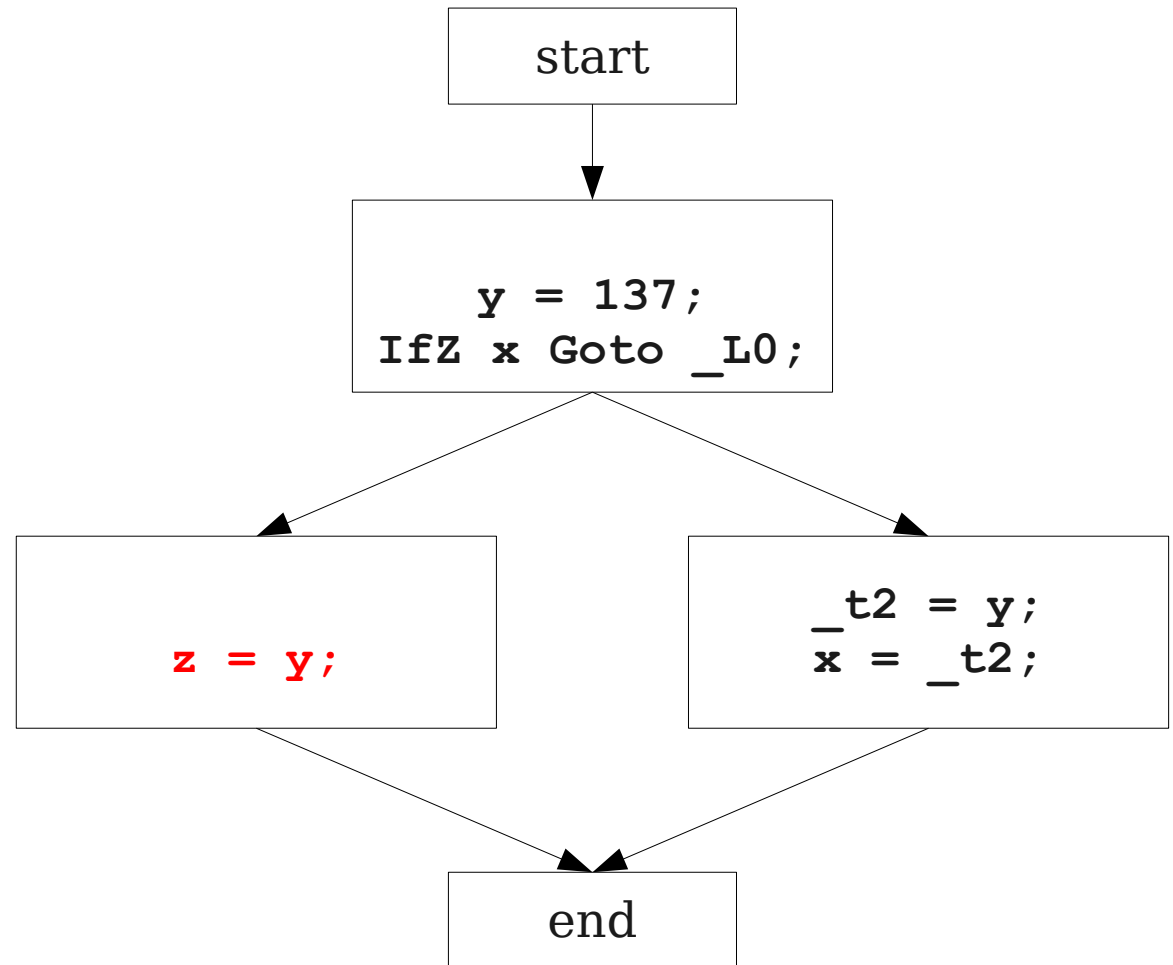 start
y = 137;
IfZ x Goto _L0;
z = y;
_t2 = y;
x = _t2;
end